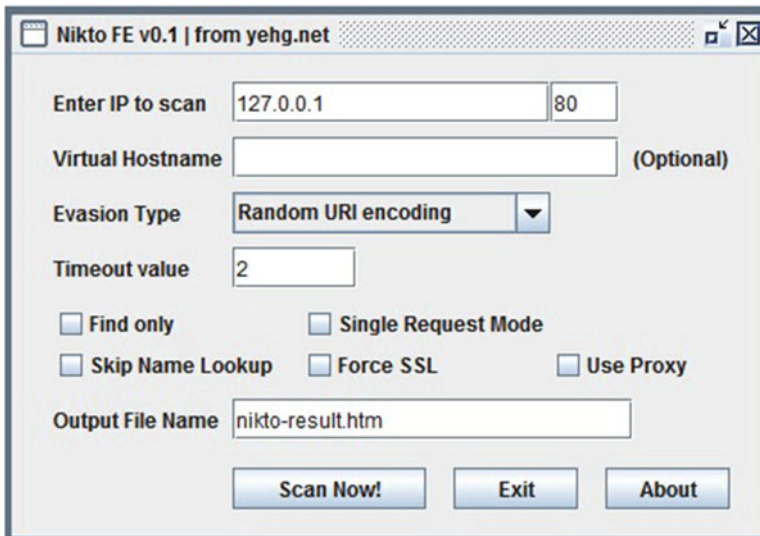 Nikto FE v0.1 | from yehg.net
Enter IP to scan 127.0.0.1 80
Virtual Hostname (Optional)
Evasion Type Random URI encoding
Timeout value 2
Find only Single Request Mode
Skip Name Lookup Force SSL Use Proxy
Output File Name nikto-result.htm
Scan Now! Exit About